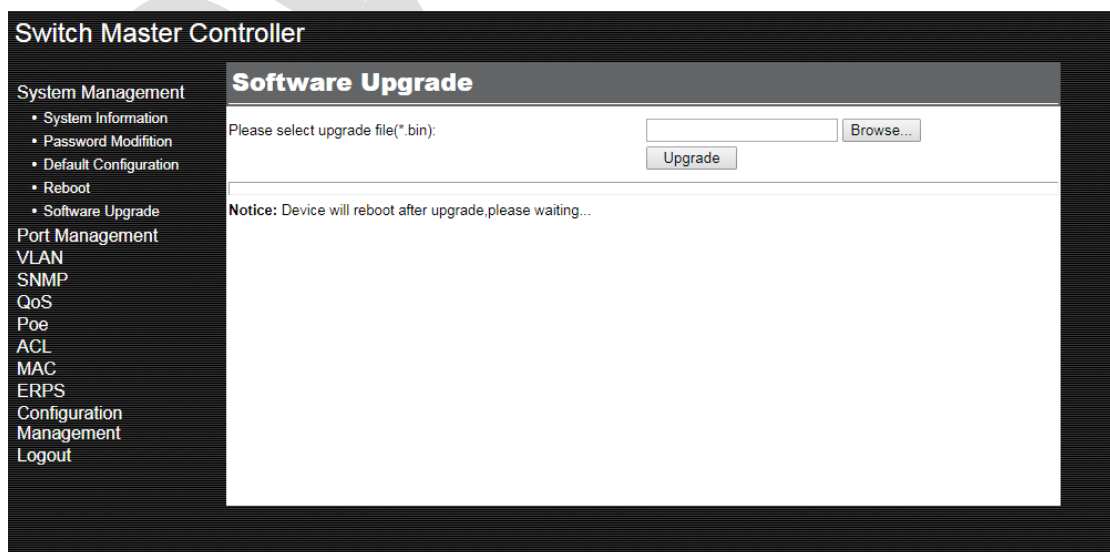 Switch Master Controller
System Management
• System Information
• Password Modifition
• Default Configuration
• Reboot
• Software Upgrade
Port Management
VLAN
SNMP
QoS
Poe
ACL
MAC
ERPS
Configuration
Management
Logout
Software Upgrade
Please select upgrade file(*.bin):
Browse...
Upgrade
Notice: Device will reboot after upgrade,please waiting...